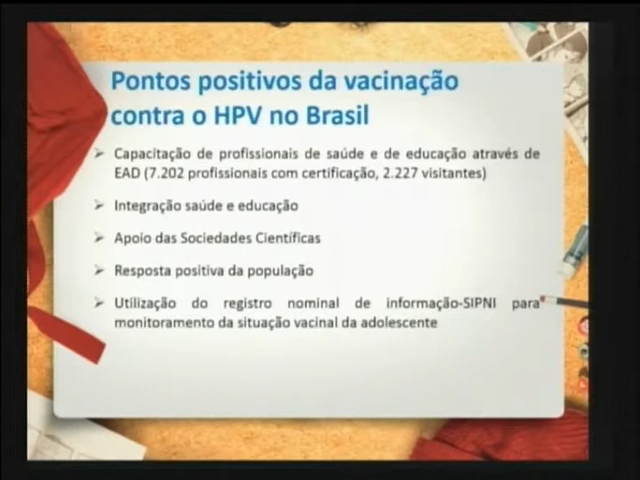 Pontos positivos da vacinação
contra o HPV no Brasil
Capacitação de profissionais de saúde e de educação através de
EAD (7.202 profissionais com certificação, 2.227 visitantes)
Integração saúde e educação
Apoio das Sociedades Científicas
Resposta positiva da população
Utilização do registro nominal de informação-SIPNI para
monitoramento da situação vacinal da adolescente